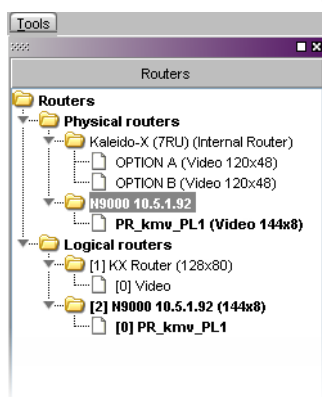 Tools
Routers
Routers
Physical routers
Kaleido-X (7RU) (Internal Router)
OPTION A (Video 120x48)
OPTION B (Video 120x48)
N9000 10.5.1.92
PR_kmv_PL1 (Video 144x8)
Logical routers
[1] KX Router (128x80)
[0] Video
[2] N9000 10.5.1.92 (144x8)
[0] PR_kmv_PL1